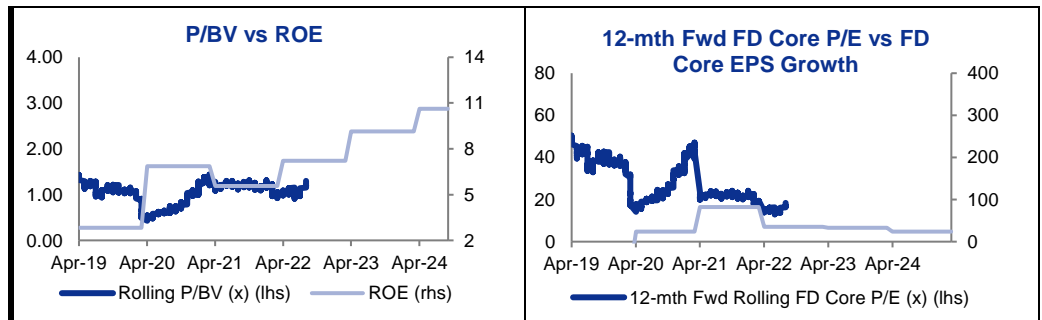 P/BV vs ROE
4.00
3.00
2.00
1.00
0.00
14
11
8
5
2
Apr-19 Apr-20 Apr-21 Apr-22 Apr-23 Apr-24
Rolling P/BV (x) (lhs) ROE (rhs)
12-mth Fwd FD Core P/E vs FD
Core EPS Growth
80
60
40
20
0
400
300
200
100
0
Apr-19 Apr-20 Apr-21 Apr-22 Apr-23 Apr-24
12-mth Fwd Rolling FD Core P/E (x) (lhs)